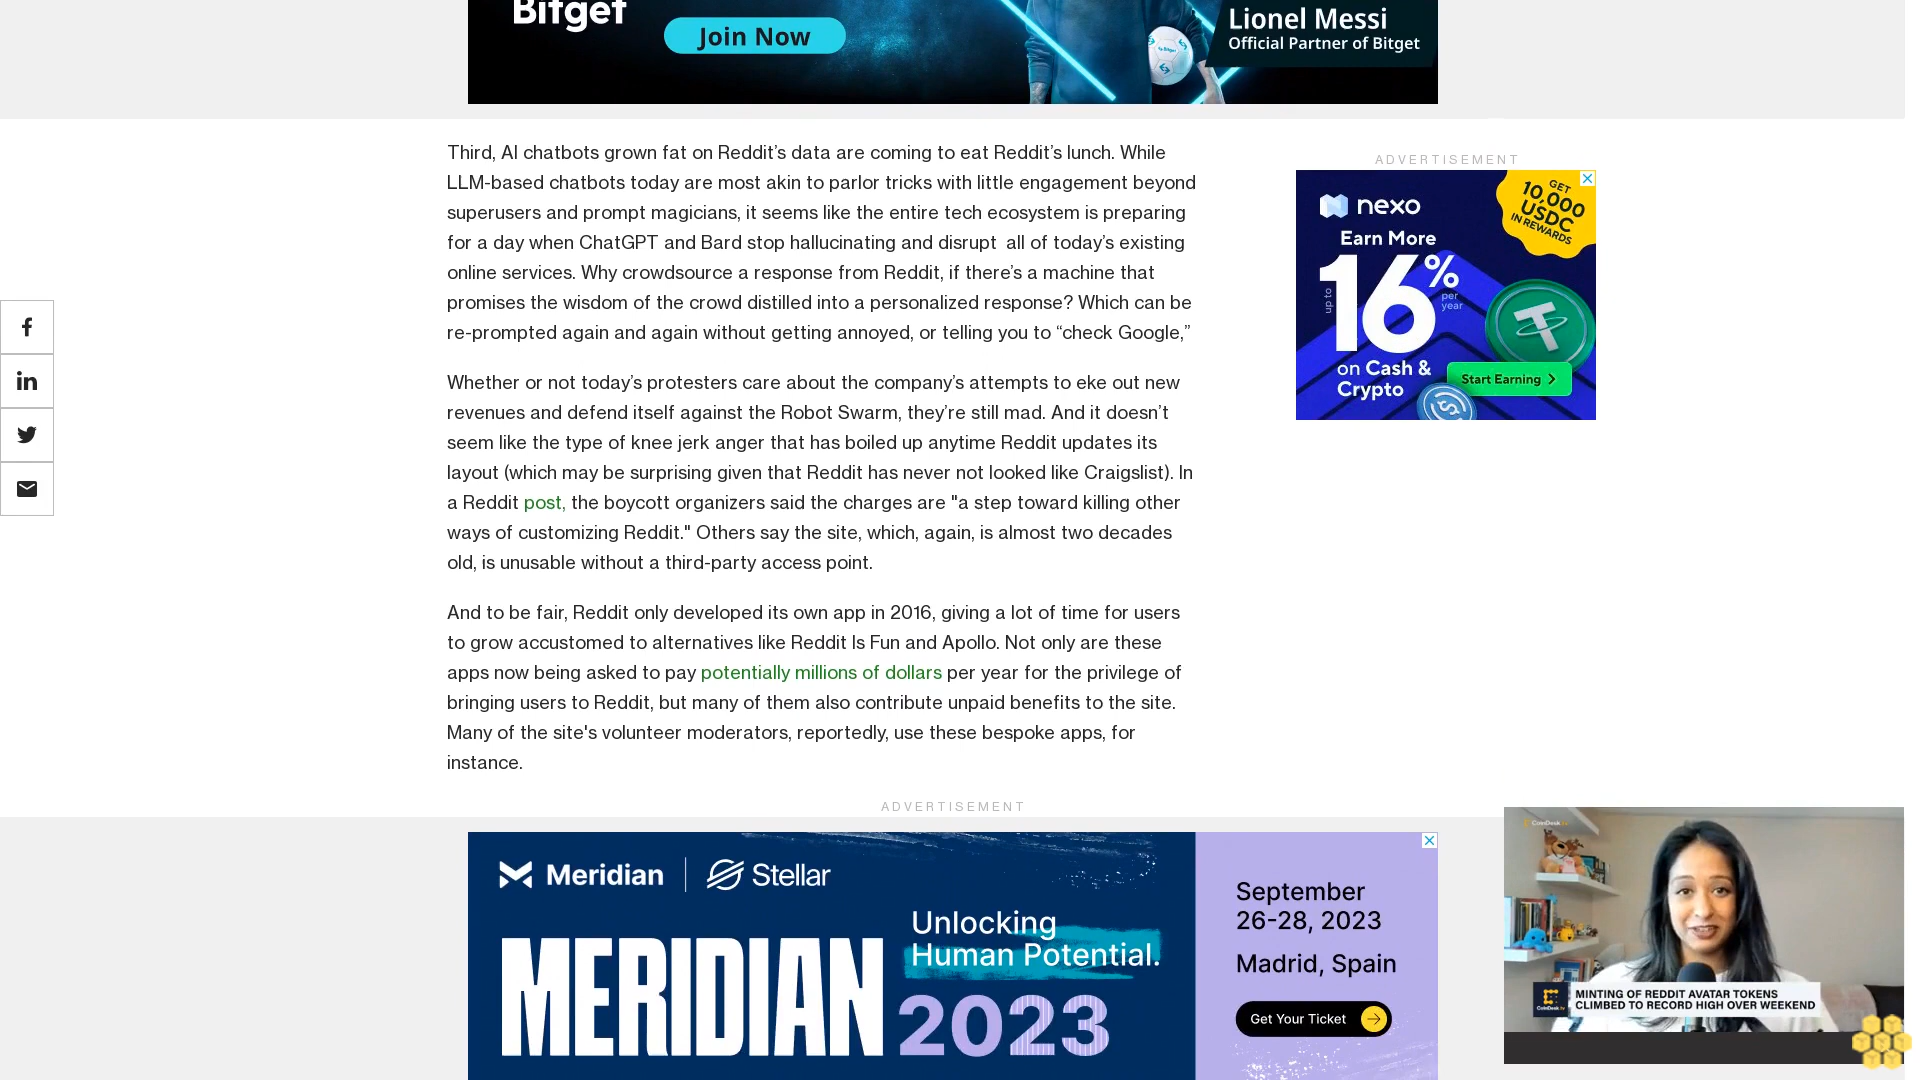 Bitget
Join Now
Lionel Messi
Official Partner of Bitget
Third, AI chatbots grown fat on Reddit’s data are coming to eat Reddit’s lunch. While
LLM-based chatbots today are most akin to parlor tricks with little engagement beyond
superusers and prompt magicians, it seems like the entire tech ecosystem is preparing
for a day when ChatGPT and Bard stop hallucinating and disrupt  all of today’s existing
online services. Why crowdsource a response from Reddit, if there’s a machine that
promises the wisdom of the crowd distilled into a personalized response? Which can be
re-prompted again and again without getting annoyed, or telling you to “check Google,”
Whether or not today’s protesters care about the company’s attempts to eke out new
revenues and defend itself against the Robot Swarm, they’re still mad. And it doesn’t
seem like the type of knee jerk anger that has boiled up anytime Reddit updates its
layout (which may be surprising given that Reddit has never not looked like Craigslist). In
a Reddit post, the boycott organizers said the charges are "a step toward killing other
ways of customizing Reddit." Others say the site, which, again, is almost two decades
old, is unusable without a third-party access point.
And to be fair, Reddit only developed its own app in 2016, giving a lot of time for users
to grow accustomed to alternatives like Reddit Is Fun and Apollo. Not only are these
apps now being asked to pay potentially millions of dollars per year for the privilege of
bringing users to Reddit, but many of them also contribute unpaid benefits to the site.
Many of the site's volunteer moderators, reportedly, use these bespoke apps, for
instance.
ADVERTISEMENT
nexo
GET
10,000
USDC
IN REWARDS
Earn More
up to
16%
per
year
on Cash &
Crypto
Start Earning
ADVERTISEMENT
Meridian | Stellar
Unlocking
Human Potential.
MERIDIAN
2023
September
26-28, 2023
Madrid, Spain
Get Your Ticket
CoinDesk tv
MINTING OF REDDIT AVATAR TOKENS
CLIMBED TO RECORD HIGH OVER WEEKEND
CoinDesk tv